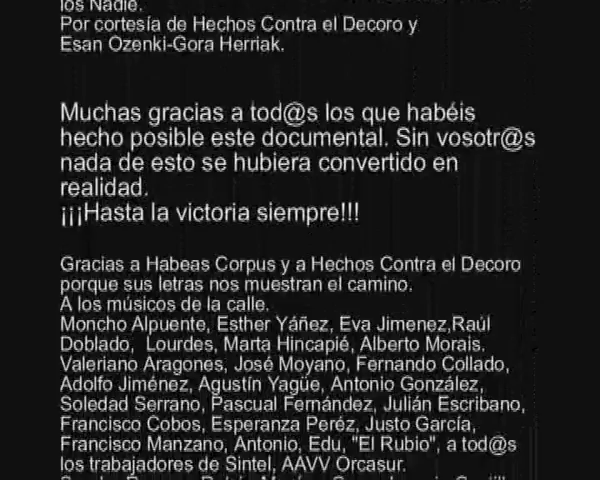 los Nadie.
Por cortesía de Hechos Contra el Decoro y
Esan Ozenki-Gora Herriak.
Muchas gracias a tod@s los que habéis
hecho posible este documental. Sin vosotr@s
nada de esto se hubiera convertido en
realidad.
¡¡¡Hasta la victoria siempre!!!
Gracias a Habeas Corpus y a Hechos Contra el Decoro
porque sus letras nos muestran el camino.
A los músicos de la calle.
Moncho Alpuente, Esther Yáñez, Eva Jimenez,Raúl
Doblado, Lourdes, Marta Hincapié, Alberto Morais,
Valeriano Aragones, José Moyano, Fernando Collado,
Adolfo Jiménez, Agustín Yagüe, Antonio González,
Soledad Serrano, Pascual Fernández, Julián Escribano,
Francisco Cobos, Esperanza Peréz, Justo García,
Francisco Manzano, Antonio, Edu, "El Rubio", a tod@s
los trabajadores de Sintel, AAVV Orcasur.